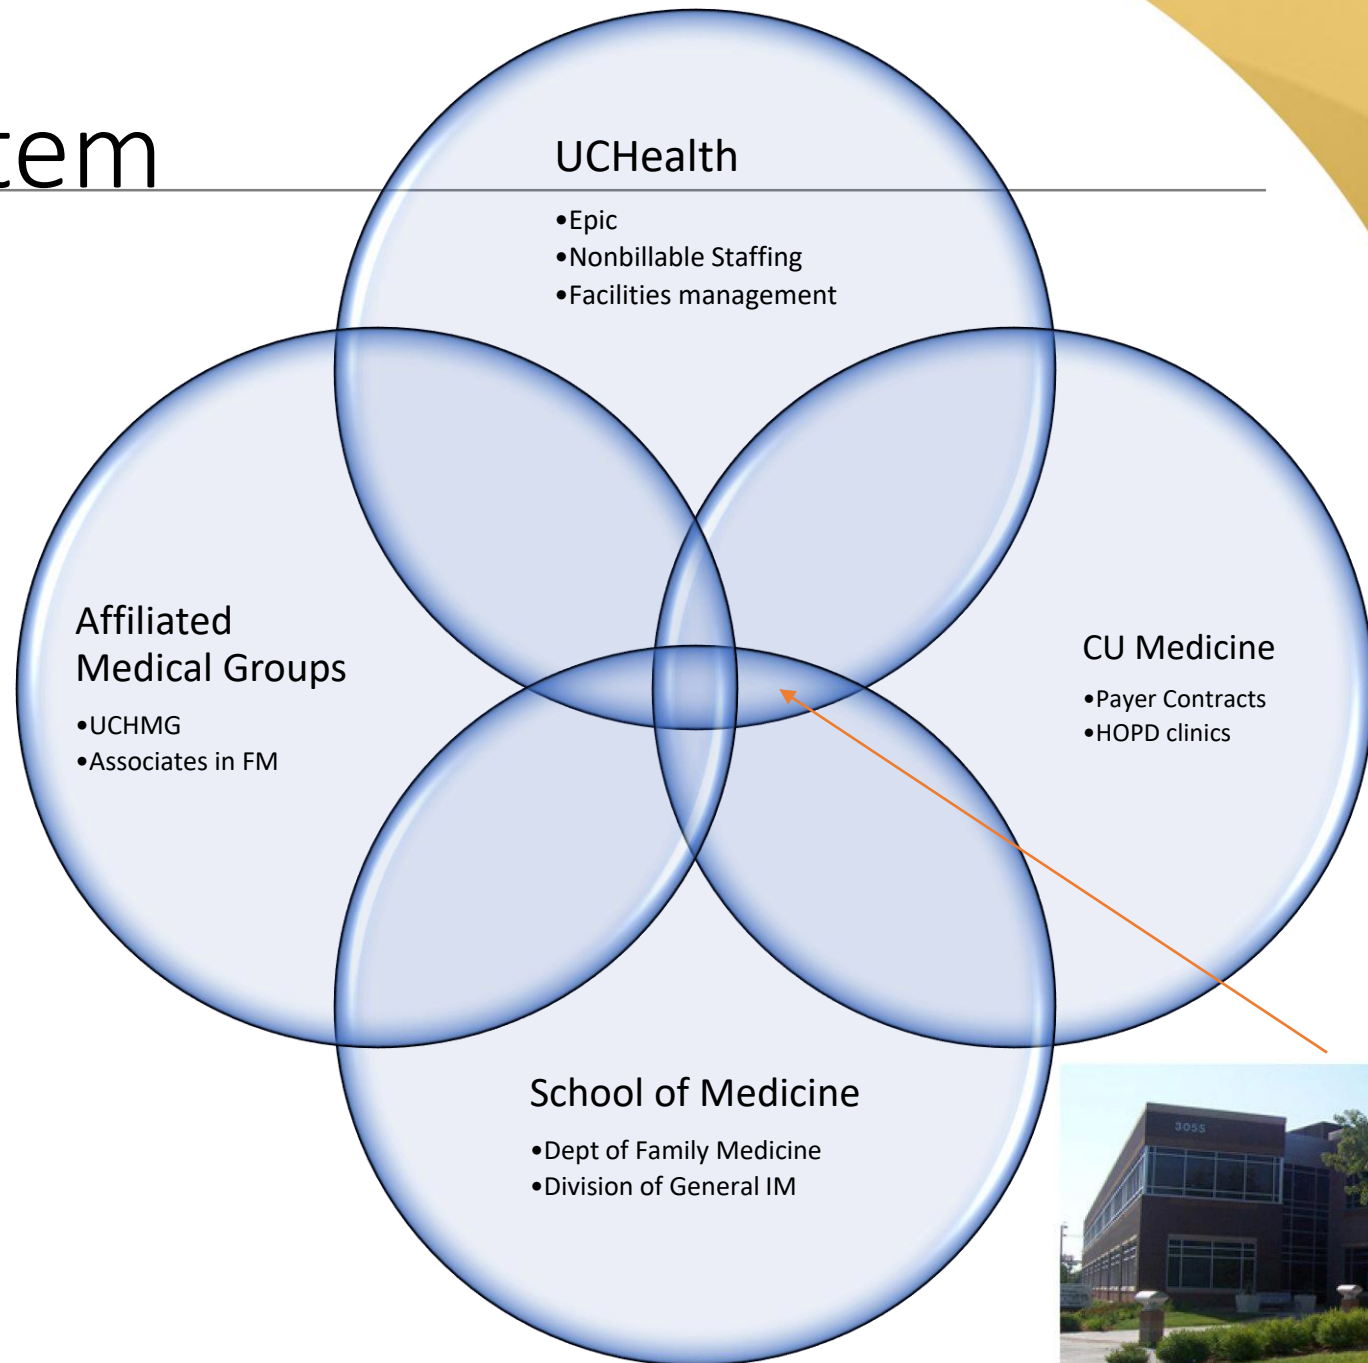 tem
UCHealth
•Epic
•Nonbillable Staffing
•Facilities management
Affiliated
Medical Groups
•UCHMG
•Associates in FM
CU Medicine
•Payer Contracts
•HOPD clinics
School of Medicine
•Dept of Family Medicine
•Division of General IM
3055